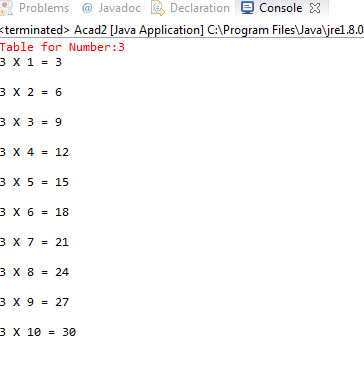 Problems @ Javadoc Declaration Console
<terminated> Acad2 [Java Application] C:\Program Files\Java\jre1.8.0
Table for Number:3
3 X 1 = 3
3 X 2 = 6
3 X 3 = 9
3 X 4 = 12
3 X 5 = 15
3 X 6 = 18
3 X 7 = 21
3 X 8 = 24
3 X 9 = 27
3 X 10 = 30